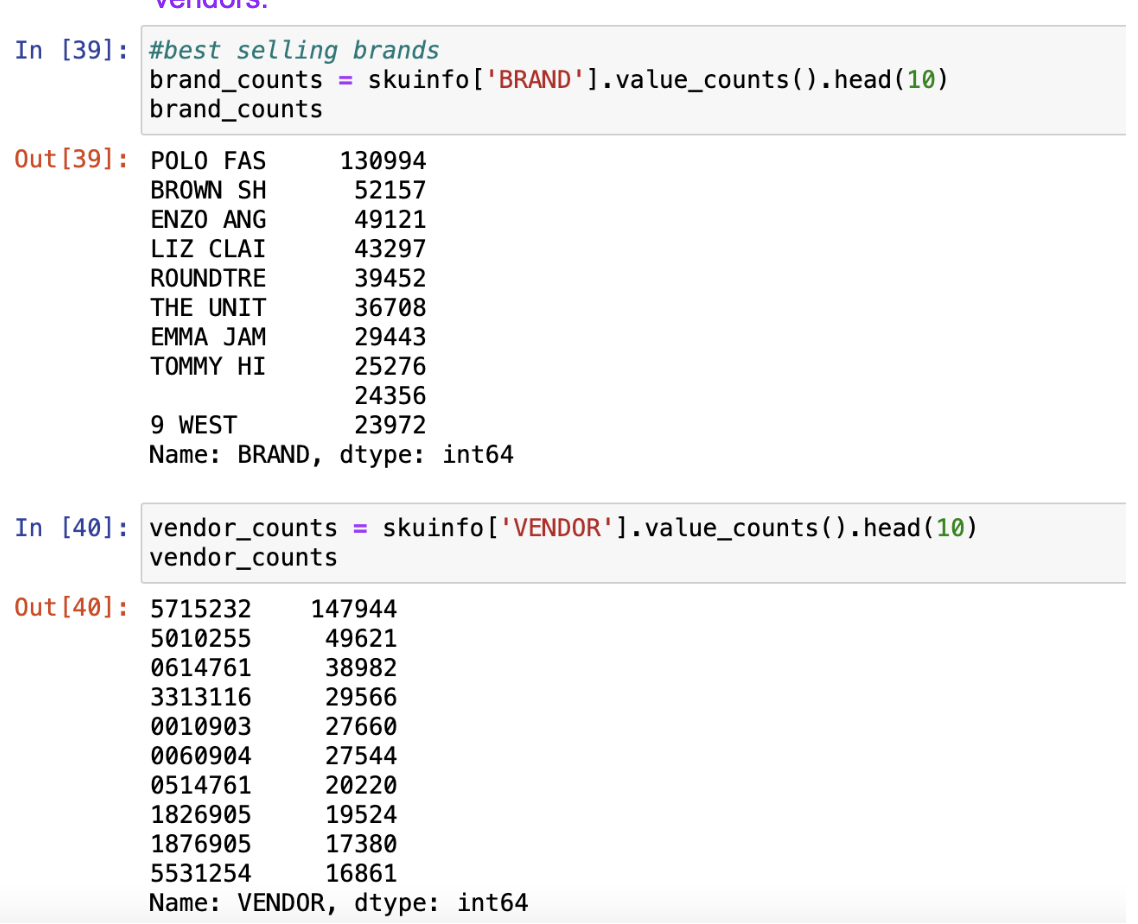 vendors.
In [39]: #best selling brands
brand_counts = skuinfo['BRAND'].value_counts().head(10)
brand_counts
Out[39]: POLO FAS 130994
BROWN SH 52157
ENZO ANG 49121
LIZ CLAI 43297
ROUNDTRE 39452
THE UNIT 36708
EMMA JAM 29443
TOMMY HI 25276
24356
9 WEST 23972
Name: BRAND, dtype: int64
In [40]: vendor_counts = skuinfo['VENDOR'].value_counts().head(10)
vendor_counts
Out[40]: 5715232 147944
5010255 49621
0614761 38982
3313116 29566
0010903 27660
0060904 27544
0514761 20220
1826905 19524
1876905 17380
5531254 16861
Name: VENDOR, dtype: int64